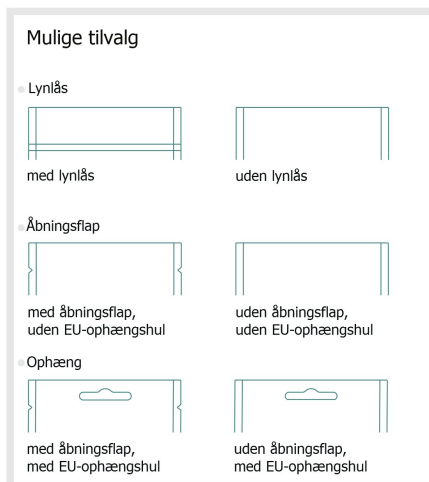 Mulige tilvalg
Lynlås
med lynlås
uden lynlås
Åbningsflap
med åbningsflap,
uden EU-ophængshul
uden åbningsflap,
uden EU-ophængshul
Ophæng
med åbningsflap,
med EU-ophængshul
uden åbningsflap,
med EU-ophængshul